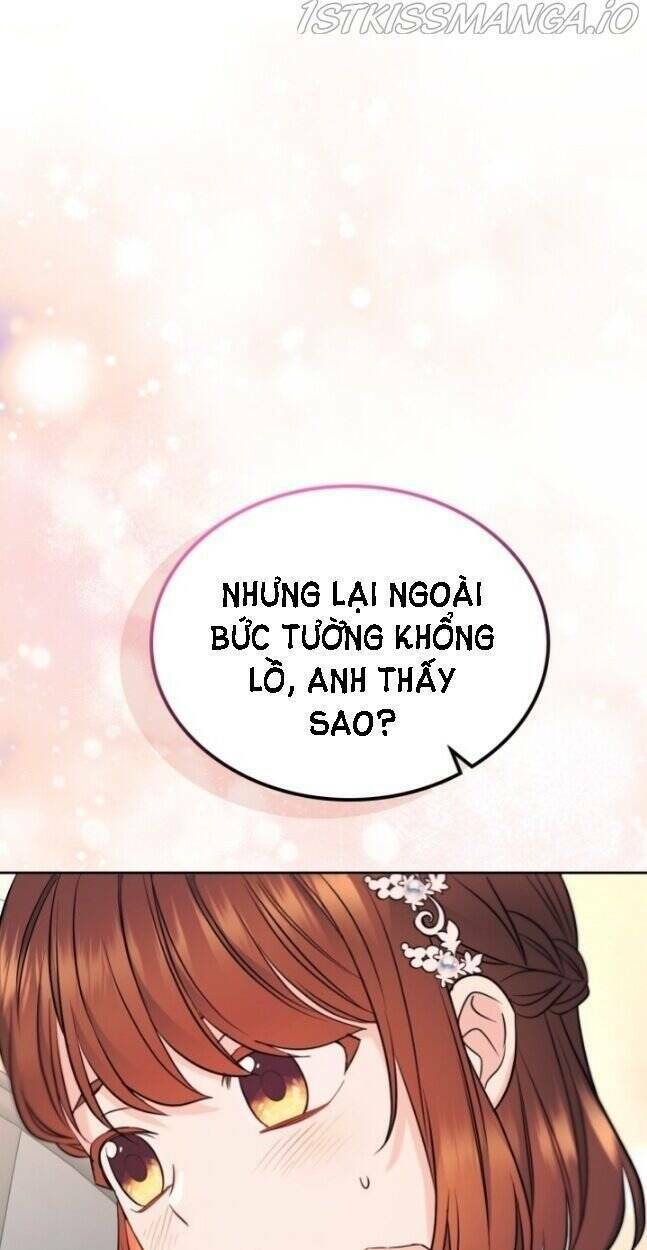 1STKISSMANGA.IO
NHƯNG LẠI NGOÀI
BỨC TƯỜNG KHỔNG
LỒ, ANH THẤY
SAO?